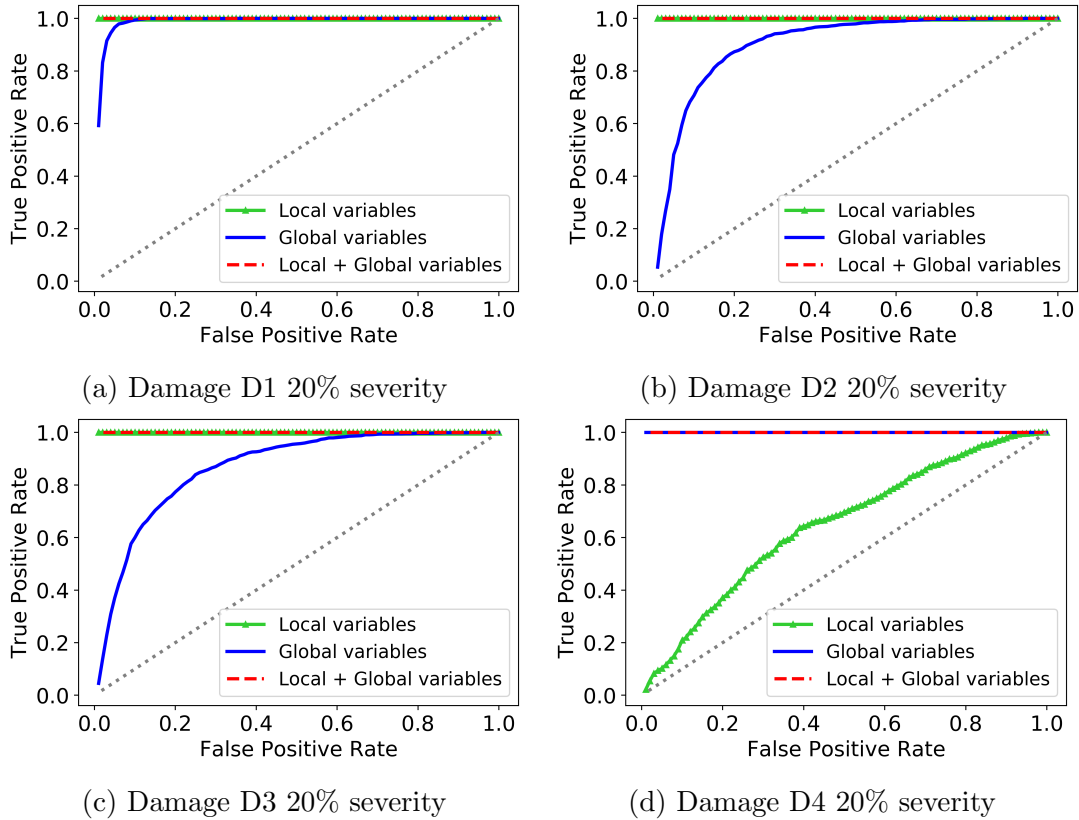 1.0
0.8
0.6
0.4
0.2
0.0
True Positive Rate
Local variables
Global variables
Local + Global variables
0.0 0.2 0.4 0.6 0.8 1.0
False Positive Rate
(a) Damage D1 20% severity
1.0
0.8
0.6
0.4
0.2
0.0
True Positive Rate
Local variables
Global variables
Local + Global variables
0.0 0.2 0.4 0.6 0.8 1.0
False Positive Rate
(b) Damage D2 20% severity
1.0
0.8
0.6
0.4
0.2
0.0
True Positive Rate
Local variables
Global variables
Local + Global variables
0.0 0.2 0.4 0.6 0.8 1.0
False Positive Rate
(c) Damage D3 20% severity
1.0
0.8
0.6
0.4
0.2
0.0
True Positive Rate
Local variables
Global variables
Local + Global variables
0.0 0.2 0.4 0.6 0.8 1.0
False Positive Rate
(d) Damage D4 20% severity